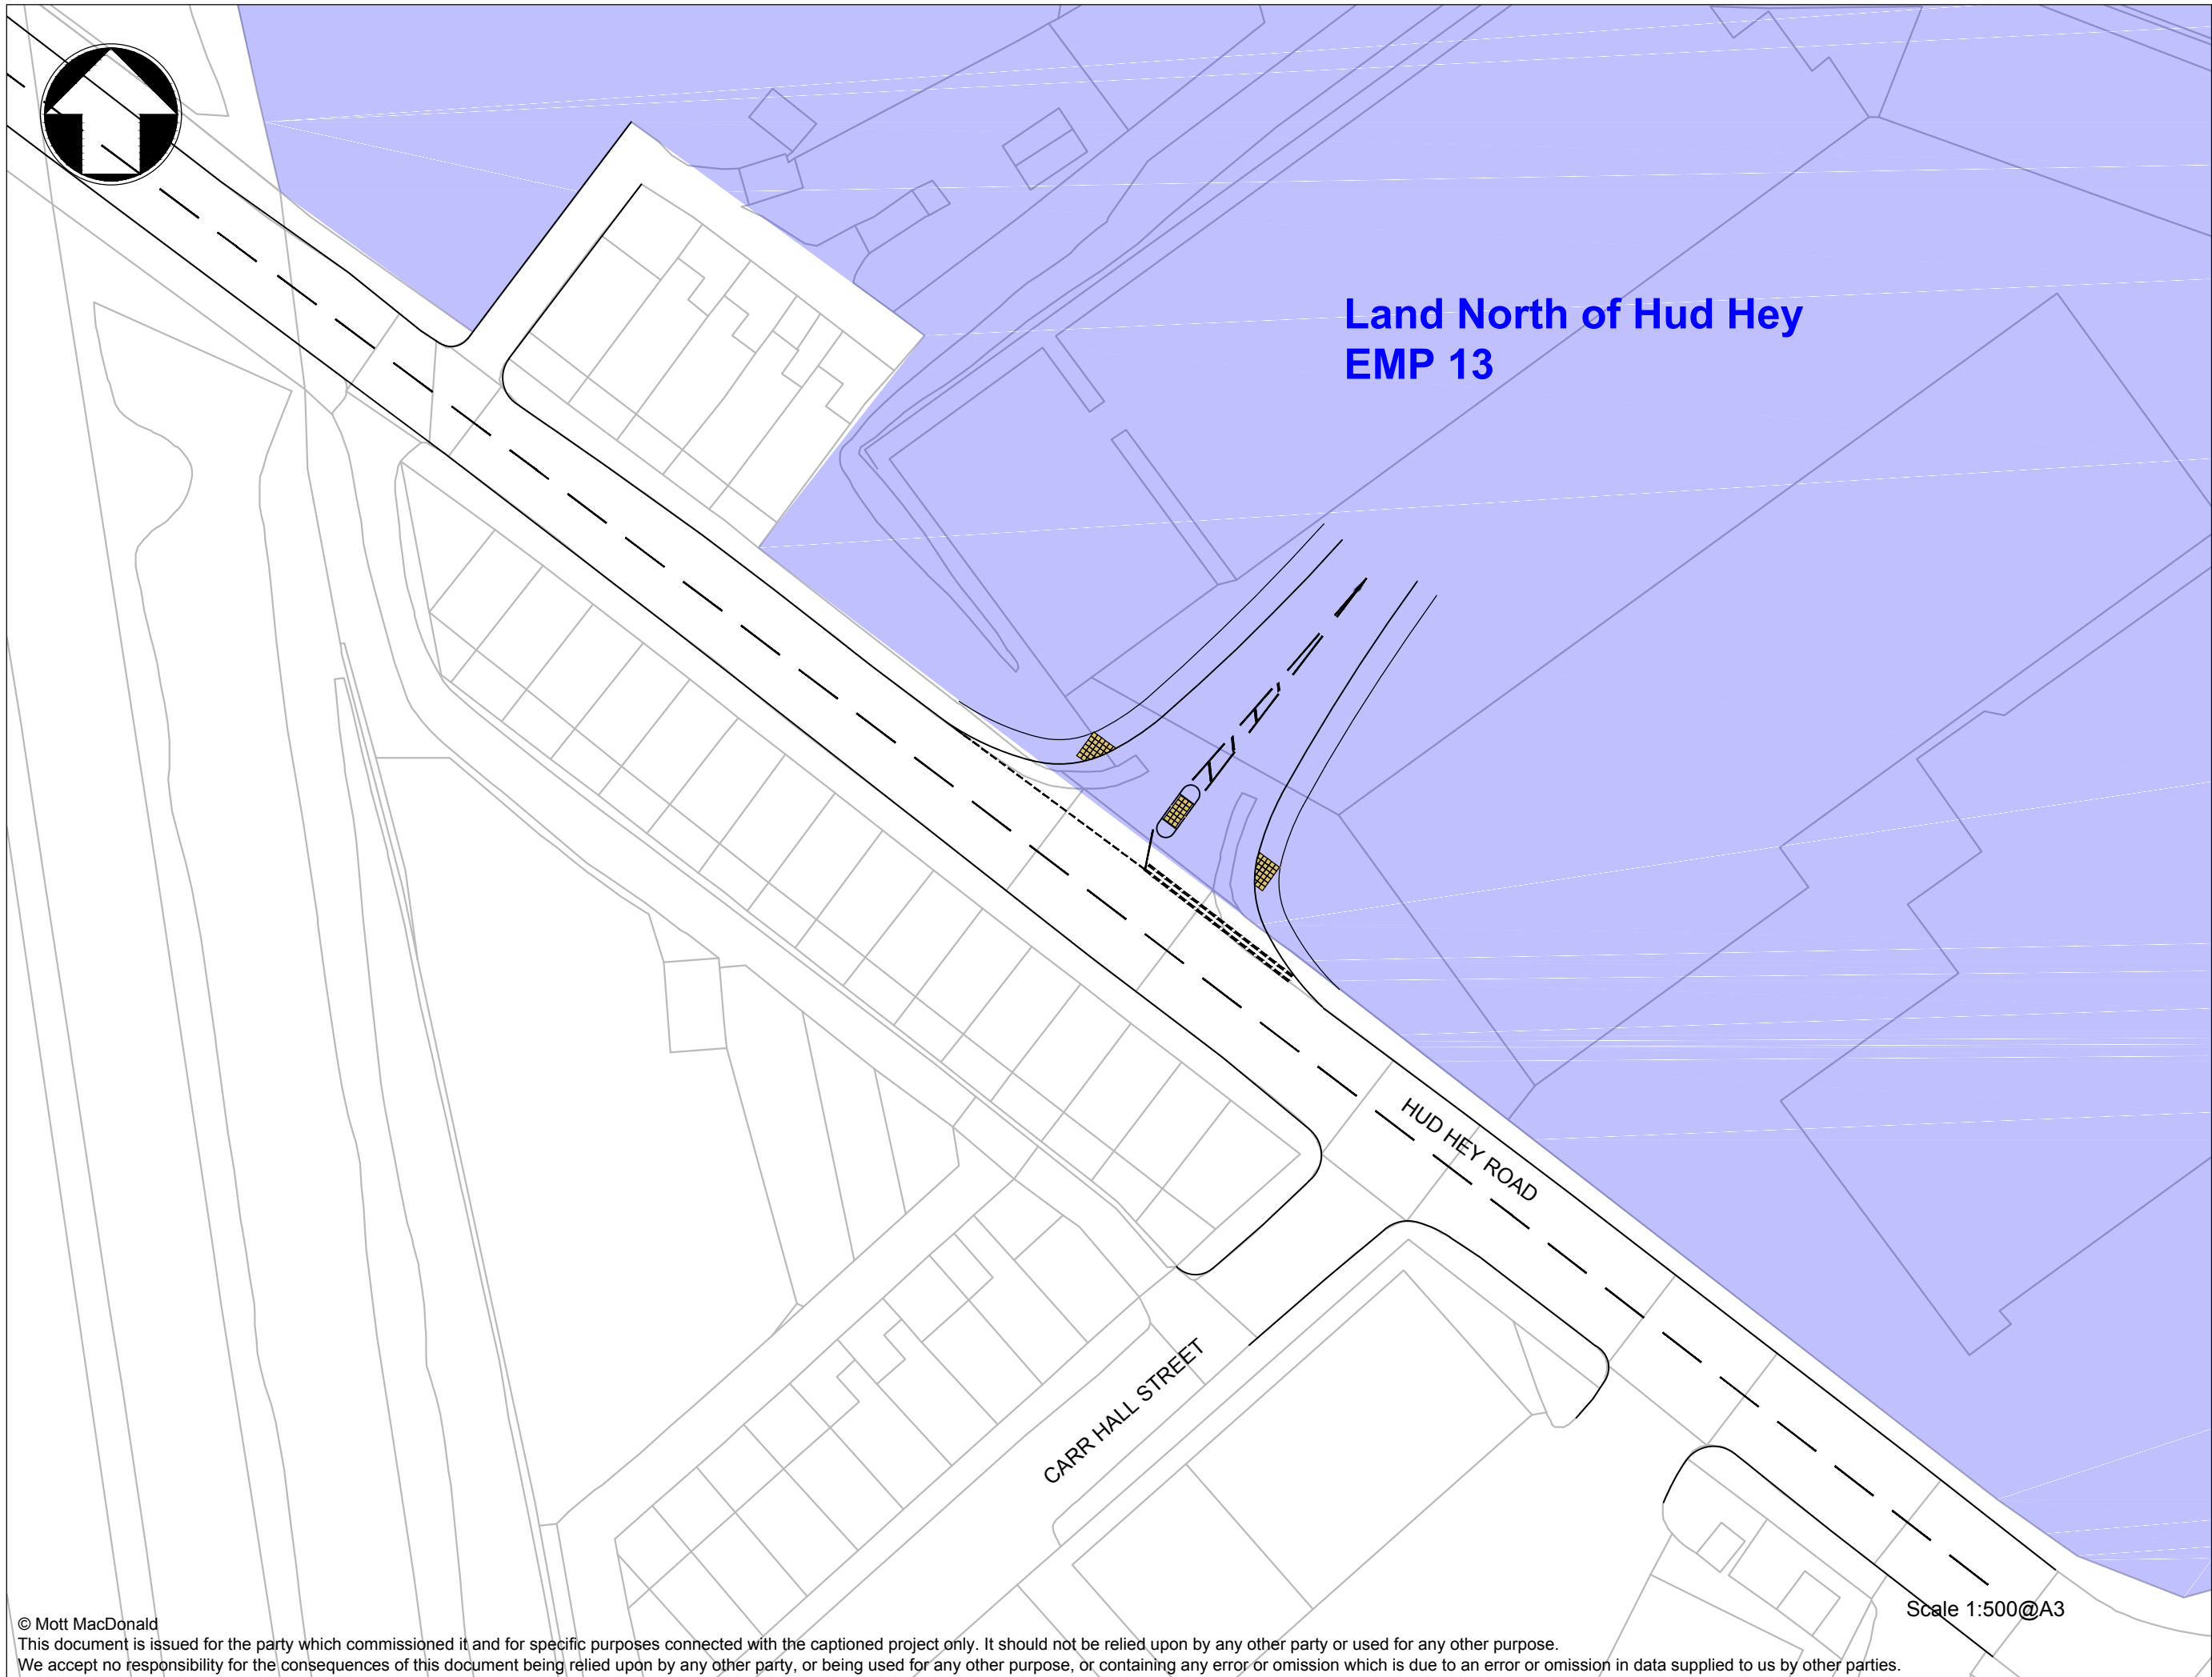 Land North of Hud Hey
EMP 13
HUD HEY ROAD
CARR HALL STREET
Scale 1:500@A3
© Mott MacDonald
This document is issued for the party which commissioned it and for specific purposes connected with the captioned project only. It should not be relied upon by any other party or used for any other purpose.
We accept no responsibility for the consequences of this document being relied upon by any other party, or being used for any other purpose, or containing any error or omission which is due to an error or omission in data supplied to us by other parties.